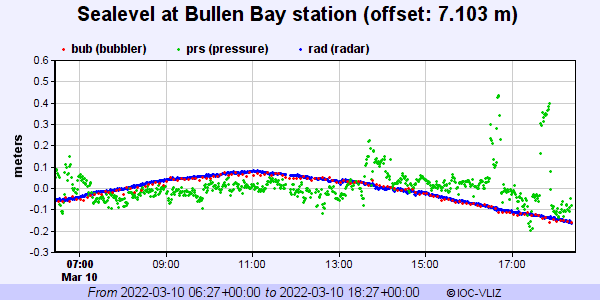 Sealevel at Bullen Bay station (offset: 7.103 m)
bub (bubbler) prs (pressure) rad (radar)
0.6
0.5
0.4
0.3
0.2
0.1
0.0
-0.1
-0.2
-0.3
meters
07:00 09:00 11:00 13:00 15:00 17:00
Mar 10
From 2022-03-10 06:27+00:00 to 2022-03-10 18:27+00:00 © IOC-VLIZ